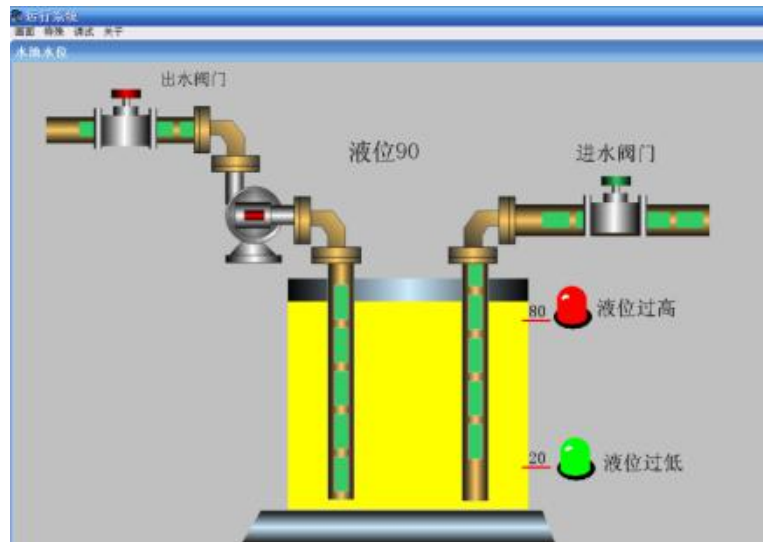 运行系统
画面 特殊 调试 关于
水池水位
出水阀门
液位90
进水阀门
80
液位过高
20
液位过低